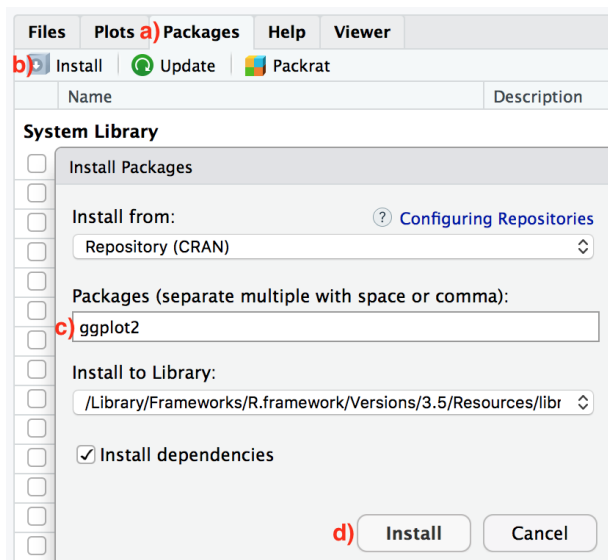 Files Plots a) Packages Help Viewer
b) Install Update Packrat
Name Description
System Library
Install Packages
Install from: ? Configuring Repositories
Repository (CRAN)
Packages (separate multiple with space or comma):
c) ggplot2
Install to Library:
/Library/Frameworks/R.framework/Versions/3.5/Resources/libr
Install dependencies
d) Install Cancel